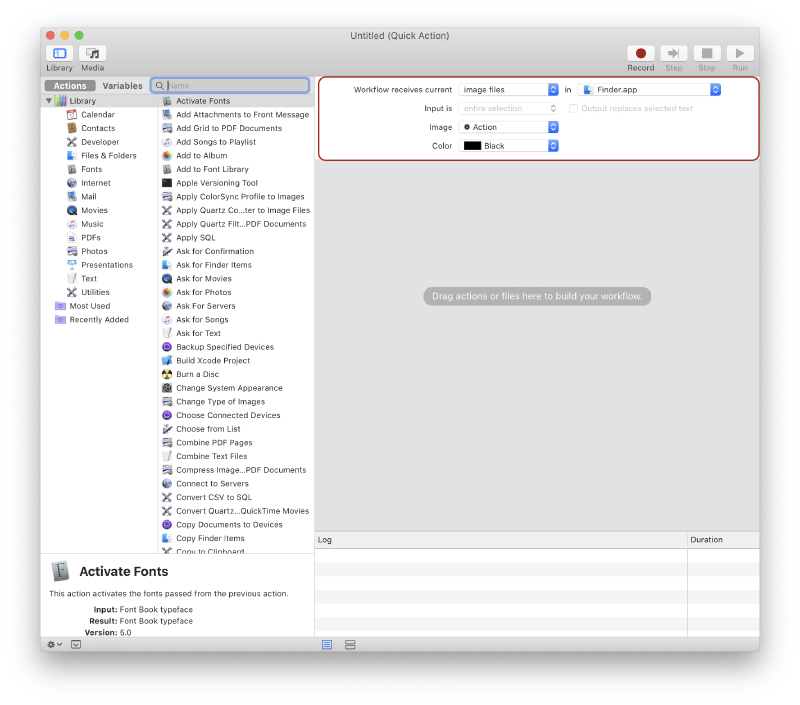 Untitled (Quick Action)
Library
Media
Record
Step
Stop
Run
Actions
Variables
Name
Workflow receives current
image files
in
Finder.app
Input is
entire selection
Output replaces selected text
Image
Action
Color
Black
Library
Calendar
Contacts
Developer
Files & Folders
Fonts
Internet
Mail
Movies
Music
PDFs
Photos
Presentations
Text
Utilities
Most Used
Recently Added
Activate Fonts
Add Attachments to Front Message
Add Grid to PDF Documents
Add Songs to Playlist
Add to Album
Add to Font Library
Apple Versioning Tool
Apply ColorSync Profile to Images
Apply Quartz Co...ter to Image Files
Apply Quartz Filt...PDF Documents
Apply SQL
Ask for Confirmation
Ask for Finder Items
Ask for Movies
Ask for Photos
Ask For Servers
Ask for Songs
Ask for Text
Backup Specified Devices
Build Xcode Project
Burn a Disc
Change System Appearance
Change Type of Images
Choose Connected Devices
Choose from List
Combine PDF Pages
Combine Text Files
Compress Image...PDF Documents
Connect to Servers
Convert CSV to SQL
Convert Quartz...QuickTime Movies
Copy Documents to Devices
Copy Finder Items
Copy to Clipboard
Drag actions or files here to build your workflow.
Log
Duration
Activate Fonts
This action activates the fonts passed from the previous action.
Input: Font Book typeface
Result: Font Book typeface
Version: 5.0